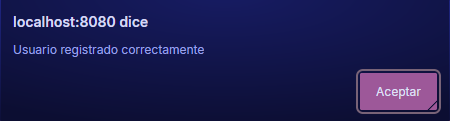 localhost:8080 dice
Usuario registrado correctamente
Aceptar